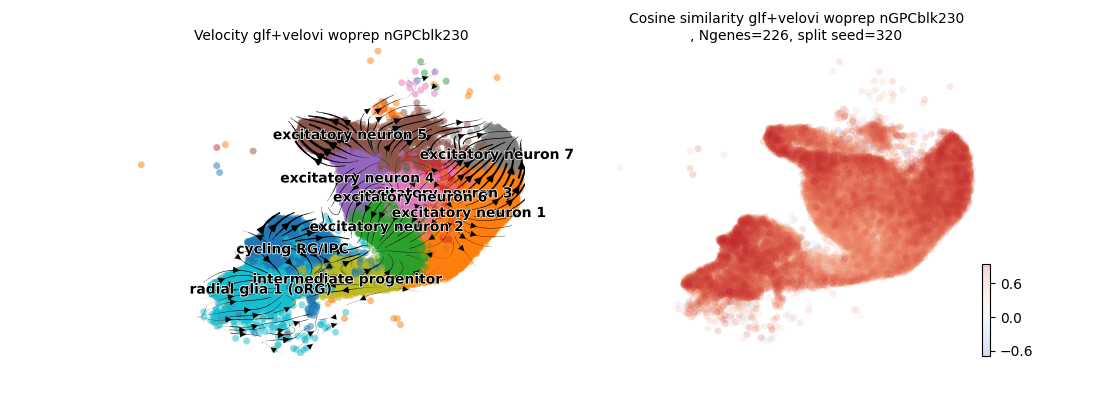 Velocity glf+velovi woprep nGPCblk230
Cosine similarity glf+velovi woprep nGPCblk230
, Ngenes=226, split seed=320
excitatory neuron 5
excitatory neuron 7
excitatory neuron 4
excitatory neuron 3
excitatory neuron 6
excitatory neuron 1
excitatory neuron 2
cycling RG/IPC
intermediate progenitor
radial glia 1 (oRG)
0.6
0.0
−0.6